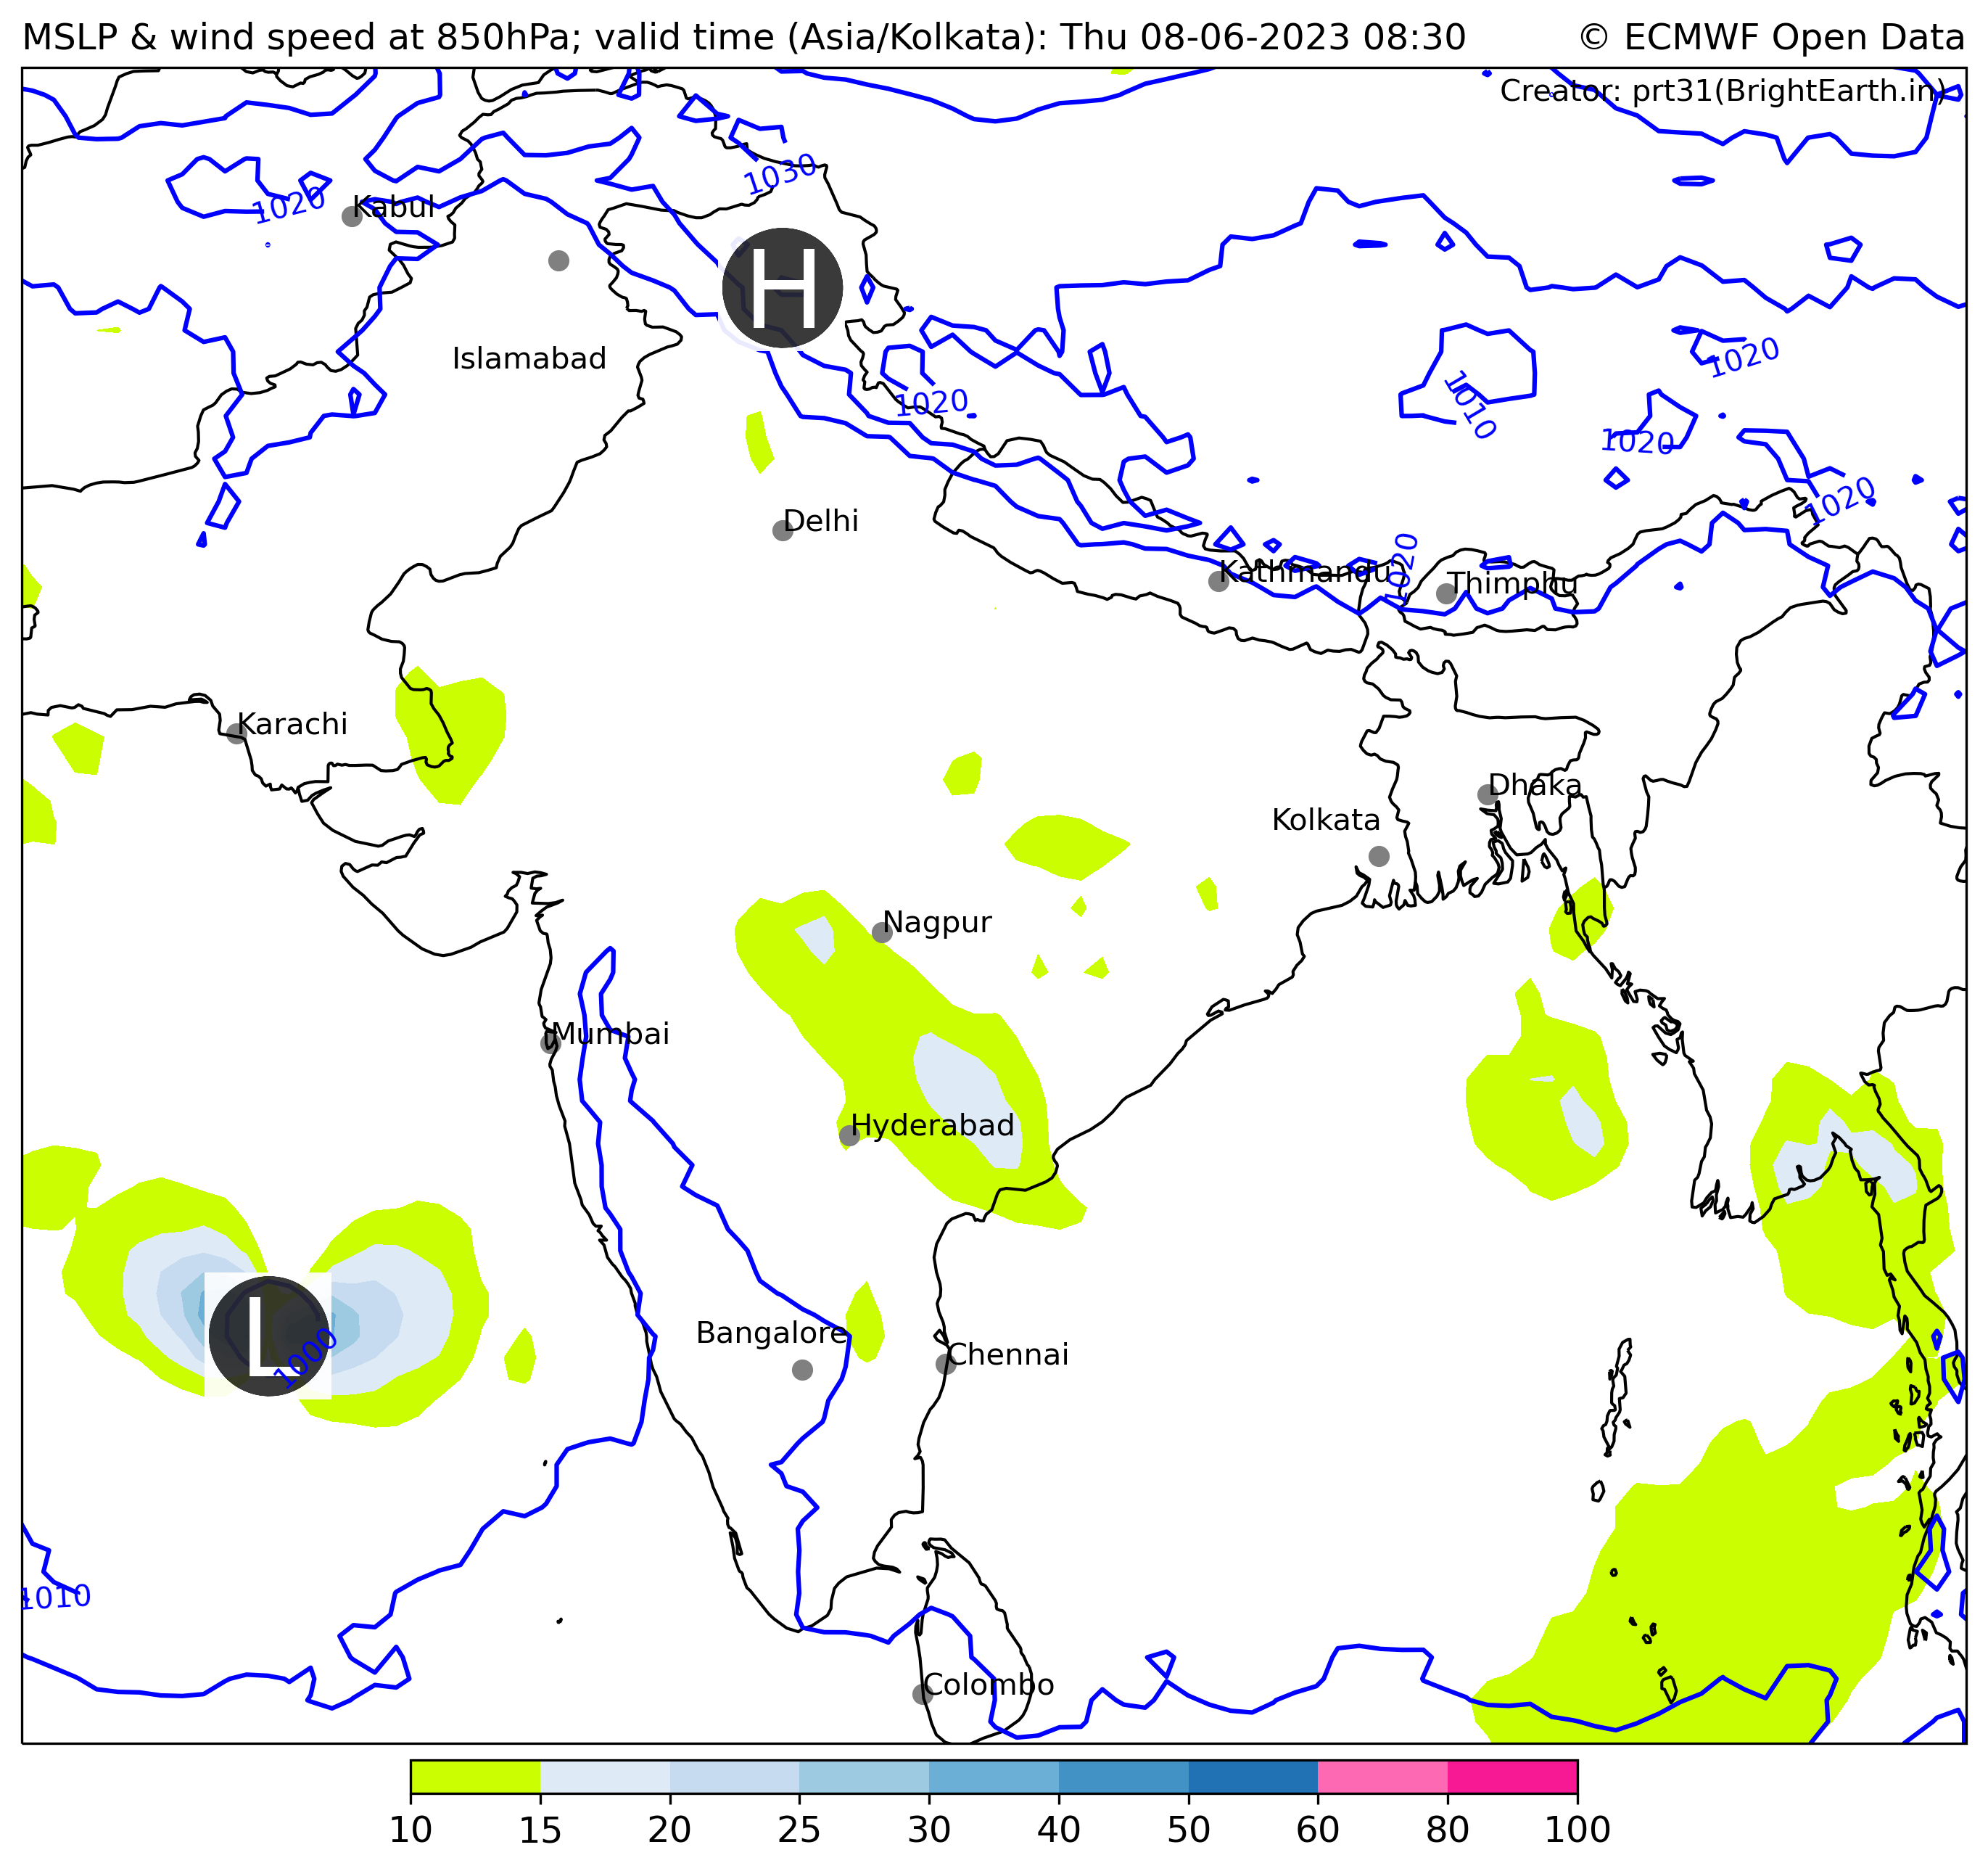 MSLP & wind speed at 850hPa; valid time (Asia/Kolkata): Thu 08-06-2023 08:30
© ECMWF Open Data
Creator: prt31(BrightEarth.in)
1030
1020
Kabul
H
Islamabad
1020
1020
1010
1020
1020
Delhi
1020
Kathmandu
Thimphu
Karachi
Dhaka
Kolkata
Nagpur
Mumbai
Hyderabad
L
1000
Bangalore
Chennai
1010
Colombo
10 15 20 25 30 40 50 60 80 100